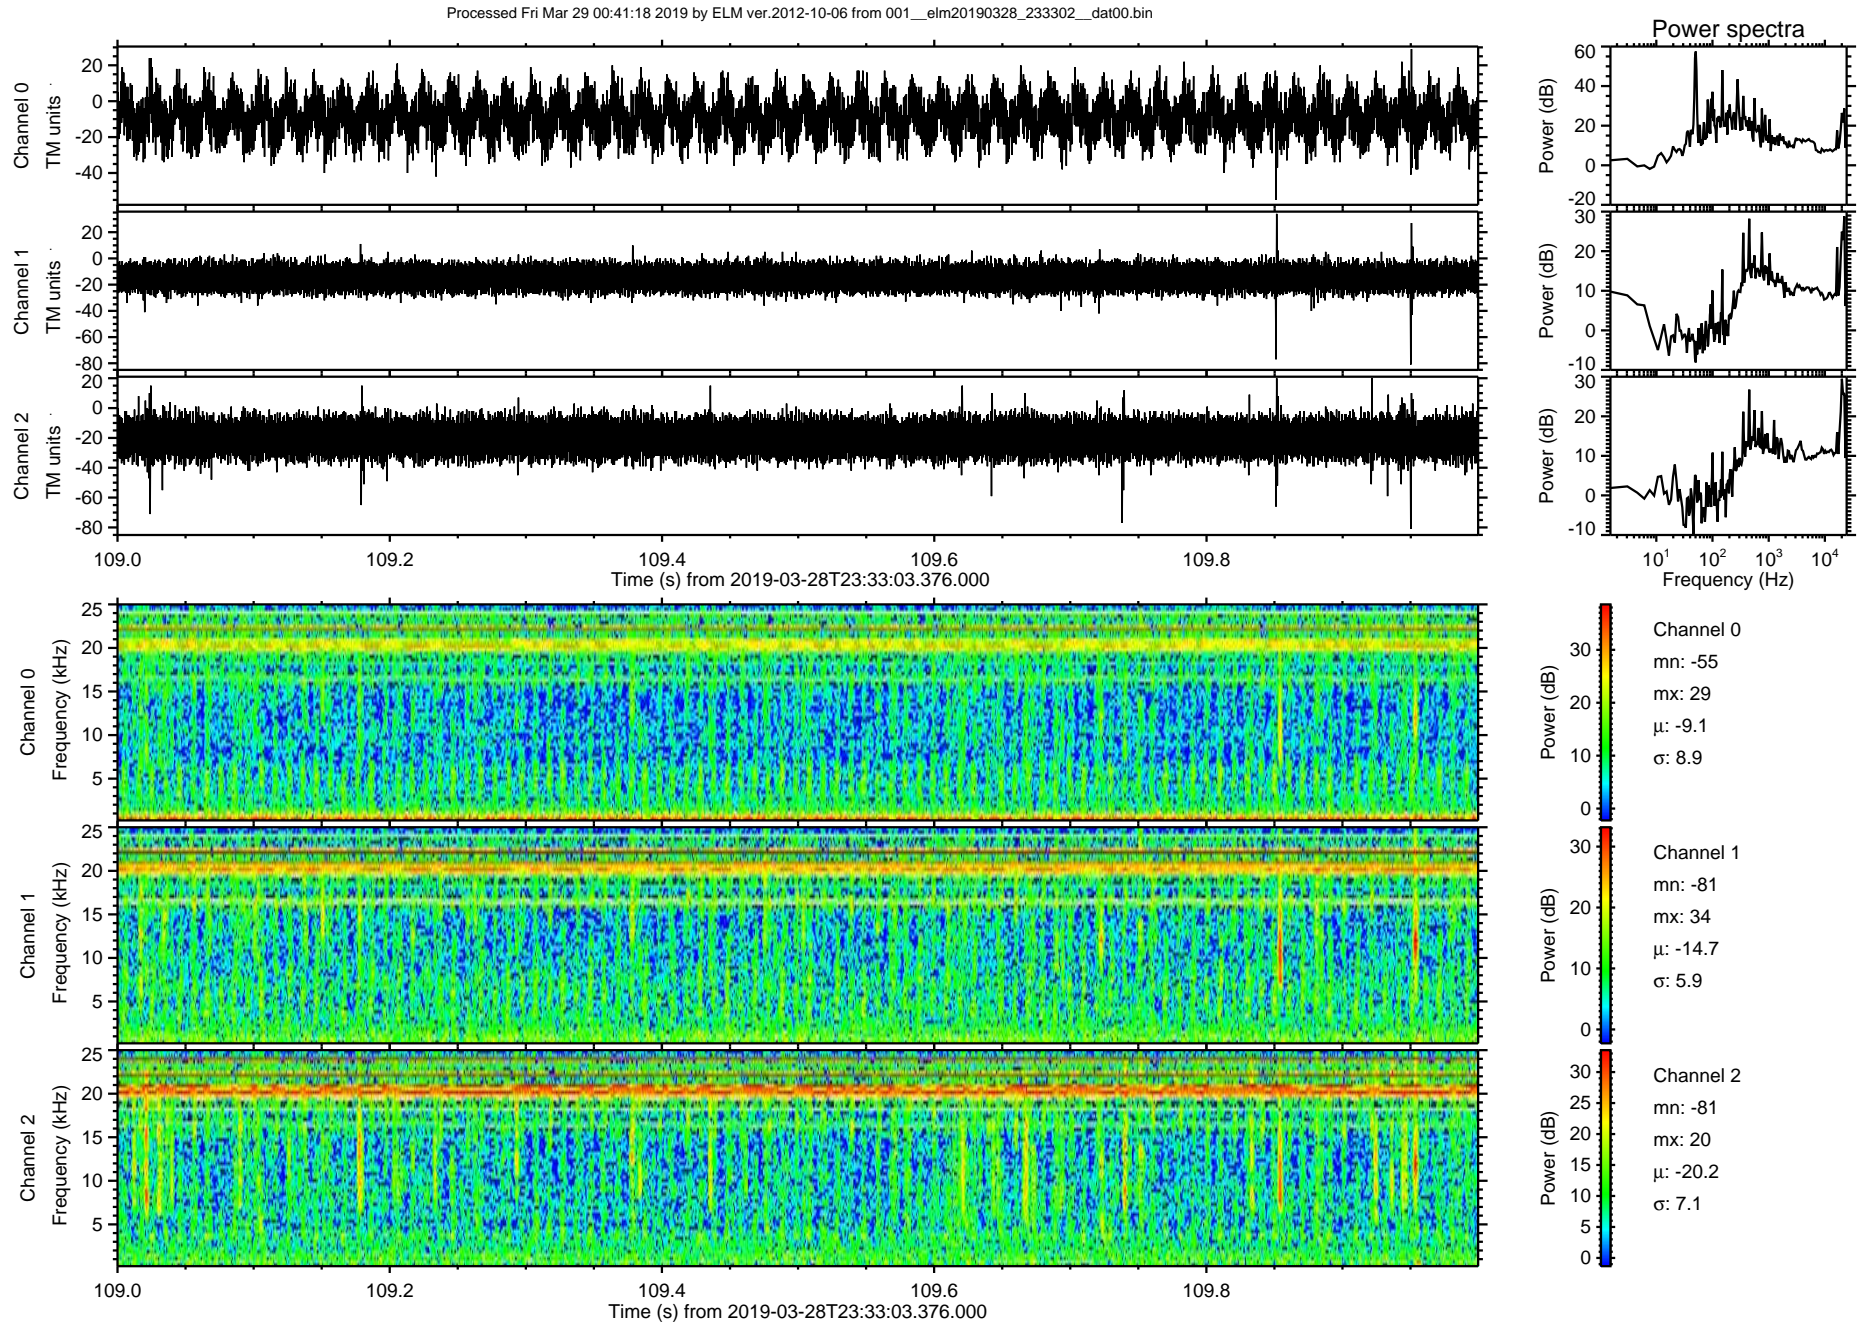 Processed Fri Mar 29 00:41:18 2019 by ELM ver.2012-10-06 from 001__elm20190328_233302__dat00.bin
Power spectra
Channel 0
TM units
20
0
-20
-40
Power (dB)
60
40
20
0
-20
Channel 1
TM units
20
0
-20
-40
-60
-80
Power (dB)
30
20
10
0
-10
Channel 2
TM units
20
0
-20
-40
-60
-80
Power (dB)
30
20
10
0
-10
109.0 109.2 109.4 109.6 109.8
Time (s) from 2019-03-28T23:33:03.376.000
10^1 10^2 10^3 10^4
Frequency (Hz)
Channel 0
Frequency (kHz)
25
20
15
10
5
Power (dB)
30
20
10
0
Channel 0
mn: -55
mx: 29
μ: -9.1
σ: 8.9
Channel 1
Frequency (kHz)
25
20
15
10
5
Power (dB)
30
20
10
0
Channel 1
mn: -81
mx: 34
μ: -14.7
σ: 5.9
Channel 2
Frequency (kHz)
25
20
15
10
5
Power (dB)
30
25
20
15
10
5
0
Channel 2
mn: -81
mx: 20
μ: -20.2
σ: 7.1
109.0 109.2 109.4 109.6 109.8
Time (s) from 2019-03-28T23:33:03.376.000